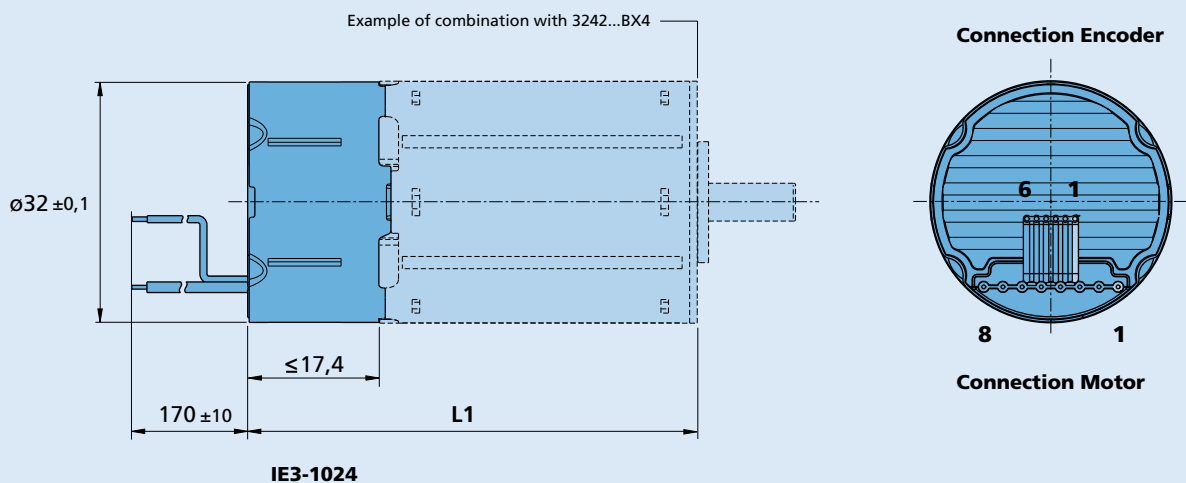 Example of combination with 3242...BX4
Connection Encoder
ø32 ±0,1
6 1
8 1
≤17,4
Connection Motor
170 ±10
L1
IE3-1024